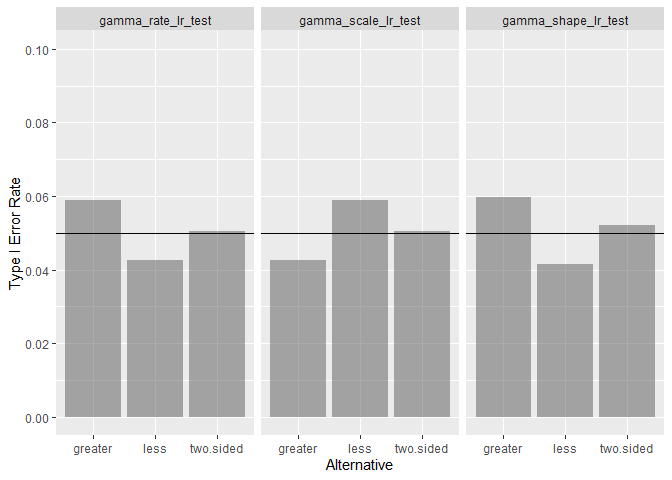 gamma_rate_lr_test gamma_scale_lr_test gamma_shape_lr_test
0.10
0.08
0.06
0.04
0.02
0.00
Type I Error Rate
greater less two.sided greater less two.sided greater less two.sided
Alternative